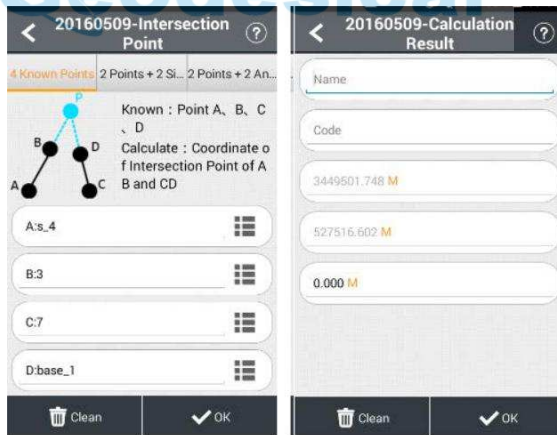 20160509-Intersection
Point
?
4 Known Points
2 Points + 2 Si...
2 Points + 2 An...
P
B
D
A
C
Known : Point A、B、C
、D
Calculate : Coordinate o
f Intersection Point of A
B and CD
A:s_4
B:3
C:7
D:base_1
Clean
OK
20160509-Calculation
Result
?
Name
Code
3449501.748 M
527516.602 M
0.000 M
Clean
OK